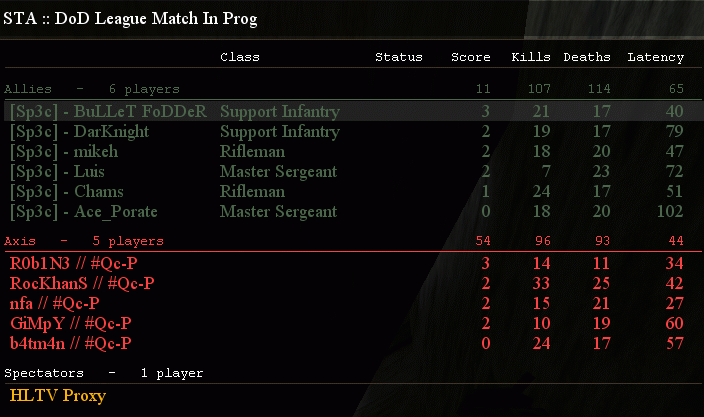 STA :: DoD League Match In Prog
Class Status Score Kills Deaths Latency
Allies - 6 players 11 107 114 65
[Sp3c] - BuLLeT FoDDeR Support Infantry 3 21 17 40
[Sp3c] - DarKnight Support Infantry 2 19 17 79
[Sp3c] - mikeh Rifleman 2 18 20 47
[Sp3c] - Luis Master Sergeant 2 7 23 72
[Sp3c] - Chams Rifleman 1 24 17 51
[Sp3c] - Ace_Porate Master Sergeant 0 18 20 102
Axis - 5 players 54 96 93 44
R0b1N3 // #Qc-P 3 14 11 34
RocKhanS // #Qc-P 2 33 25 42
nfa // #Qc-P 2 15 21 27
GiMpY // #Qc-P 2 10 19 60
b4tm4n // #Qc-P 0 24 17 57
Spectators - 1 player
HLTV Proxy